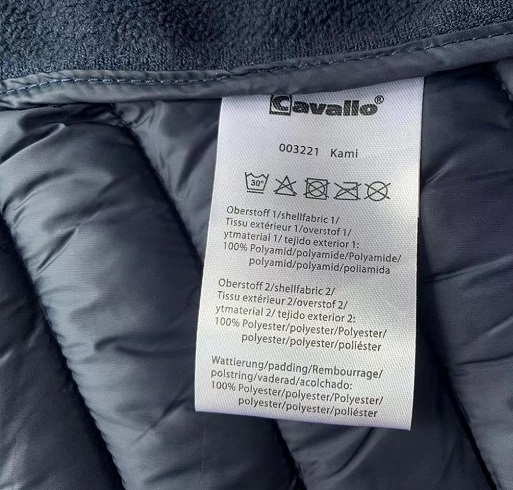 Cavallo®
003221 Kami
30°
Oberstoff 1/shellfabric 1/
Tissu extérieur 1/overstof 1/
ytmaterial 1/ tejido exterior 1:
100% Polyamid/polyamide/Polyamide/
polyamid/polyamid/poliamida
Oberstoff 2/shellfabric 2/
Tissu extérieur 2/overstof 2/
ytmaterial 2/ tejido exterior 2:
100% Polyester/polyester/Polyester/
polyester/polyester/poliéster
Wattierung/padding/Rembourrage/
polstring/vaderad/acolchado:
100% Polyester/polyester/Polyester/
polyester/polyester/poliéster